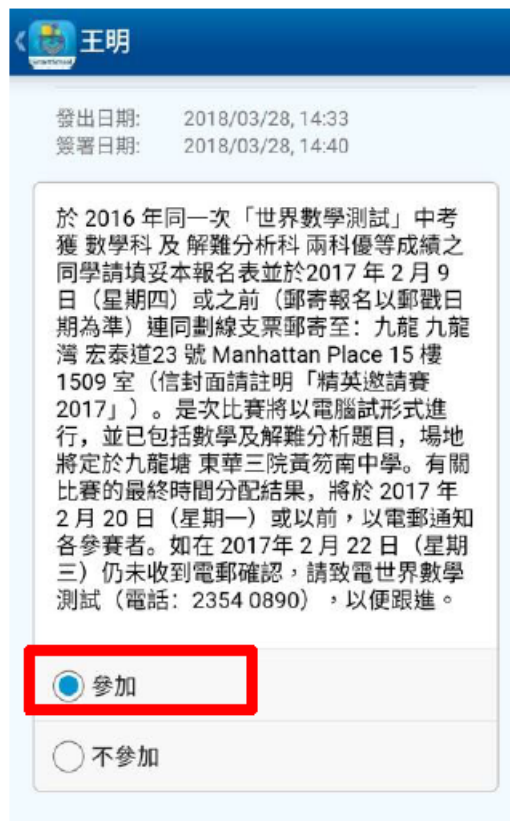 王明
發出日期: 2018/03/28, 14:33
簽署日期: 2018/03/28, 14:40
於 2016 年同一次「世界數學測試」中考
獲 數學科 及 解難分析科 兩科優等成績之
同學請填妥本報名表並於2017 年 2 月 9
日（星期四）或之前（郵寄報名以郵戳日
期為準）連同劃線支票郵寄至：九龍 九龍
灣 宏泰道23 號 Manhattan Place 15 樓
1509 室（信封面請註明「精英邀請賽
2017」）。是次比賽將以電腦試形式進
行，並已包括數學及解難分析題目，場地
將定於九龍塘 東華三院黃笏南中學。有關
比賽的最終時間分配結果，將於 2017 年
2 月 20 日（星期一）或以前，以電郵通知
各參賽者。如在 2017年 2 月 22 日（星期
三）仍未收到電郵確認，請致電世界數學
測試（電話：2354 0890），以便跟進。
參加
不參加